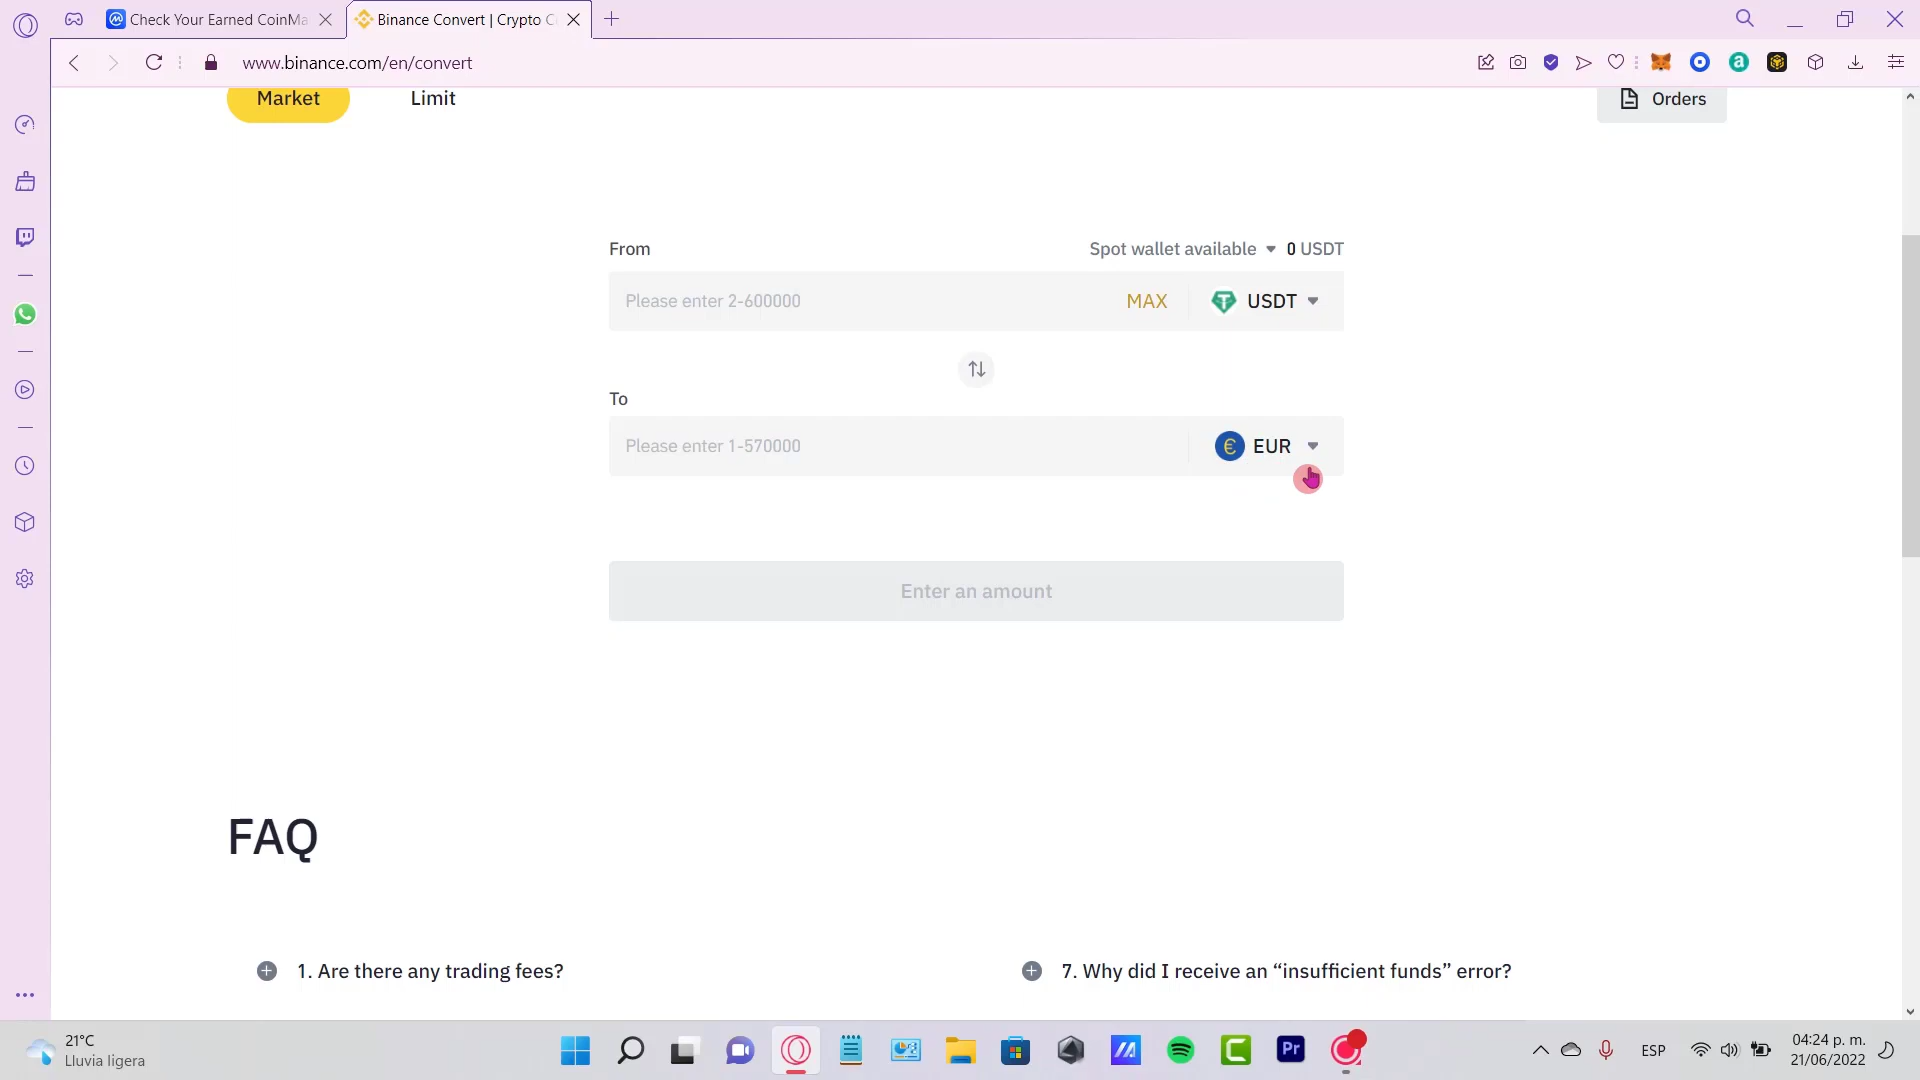 Check Your Earned CoinMa
Binance Convert | Crypto C
www.binance.com/en/convert
Market
Limit
Orders
From
Spot wallet available
0 USDT
Please enter 2-600000
MAX
USDT
To
Please enter 1-570000
€ EUR
Enter an amount
FAQ
1. Are there any trading fees?
7. Why did I receive an “insufficient funds” error?
21°C
Lluvia ligera
Pr
ESP
04:24 p. m.
21/06/2022